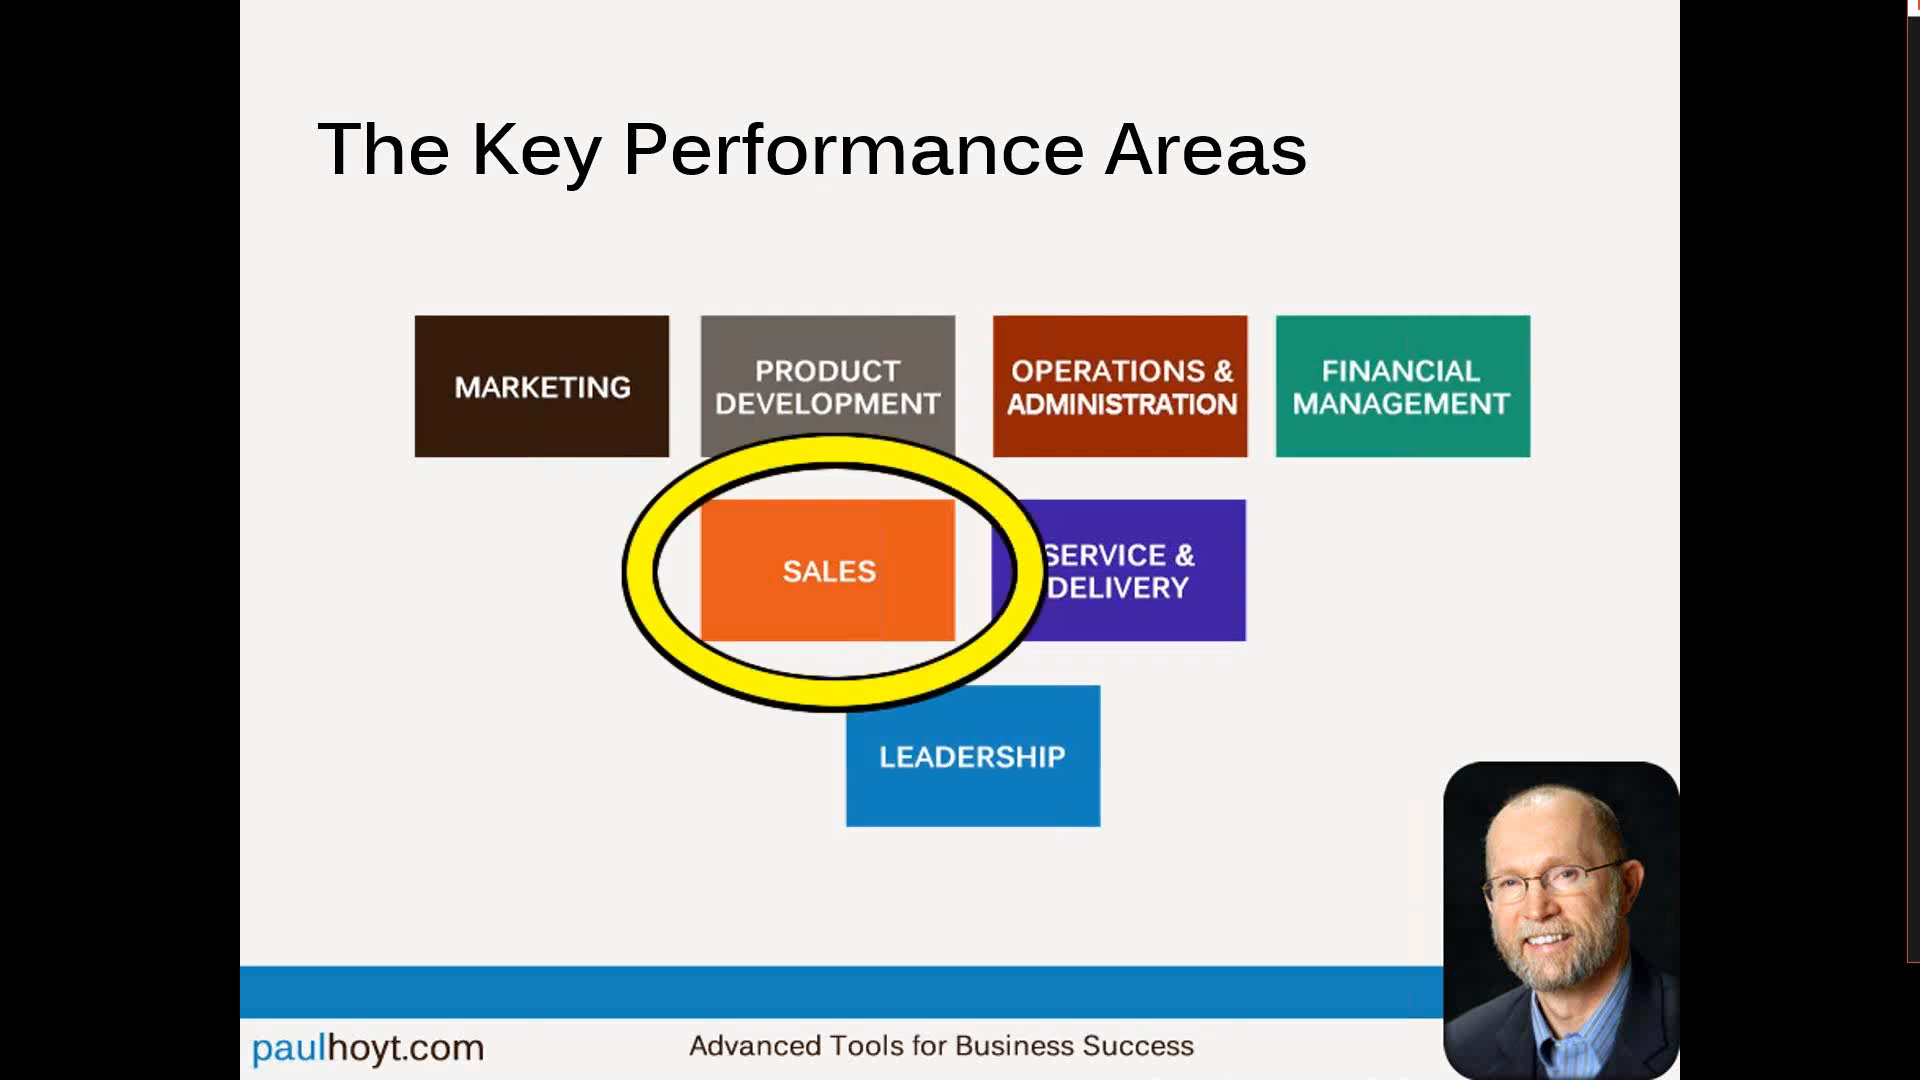 The Key Performance Areas
MARKETING
PRODUCT
DEVELOPMENT
OPERATIONS &
ADMINISTRATION
FINANCIAL
MANAGEMENT
SALES
SERVICE &
DELIVERY
LEADERSHIP
paulhoyt.com
Advanced Tools for Business Success